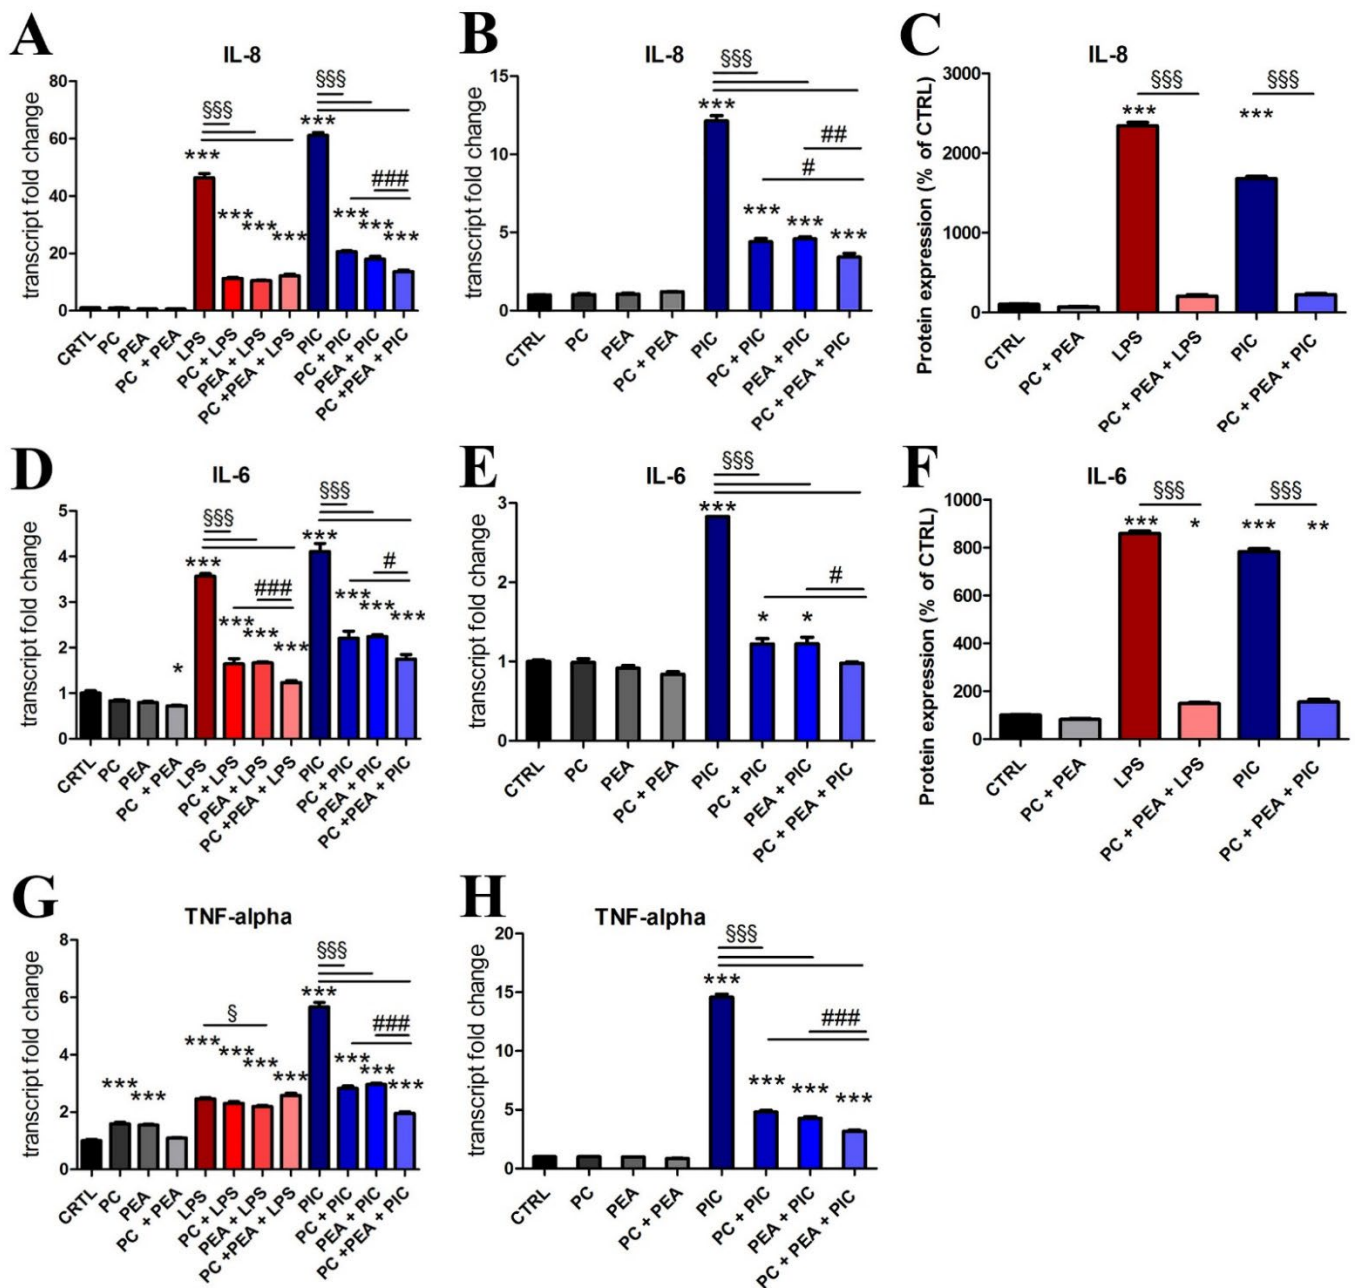 A
IL-8
transcript fold change
80
60
40
20
0
§§§
§§§
***
***
###
***
***
***
***
***
***
CRTL
PC
PEA
PC + PEA
LPS
PC + LPS
PEA + LPS
PC +PEA + LPS
PIC
PC + PIC
PEA + PIC
PC +PEA + PIC
B
IL-8
transcript fold change
15
10
5
0
§§§
***
##
#
***
***
***
CTRL
PC
PEA
PC + PEA
PIC
PC + PIC
PEA + PIC
PC + PEA + PIC
C
IL-8
Protein expression (% of CTRL)
3000
2000
1000
0
§§§
§§§
***
***
CTRL
PC + PEA
LPS
PC + PEA + LPS
PIC
PC + PEA + PIC
D
IL-6
transcript fold change
5
4
3
2
1
0
§§§
§§§
***
***
###
#
*
***
***
***
***
***
***
CRTL
PC
PEA
PC + PEA
LPS
PC + LPS
PEA + LPS
PC +PEA + LPS
PIC
PC + PIC
PEA + PIC
PC +PEA + PIC
E
IL-6
transcript fold change
3
2
1
0
§§§
***
#
*
*
CTRL
PC
PEA
PC + PEA
PIC
PC + PIC
PEA + PIC
PC + PEA + PIC
F
IL-6
Protein expression (% of CTRL)
1000
800
600
400
200
0
§§§
§§§
***
*
***
**
CTRL
PC + PEA
LPS
PC + PEA + LPS
PIC
PC + PEA + PIC
G
TNF-alpha
transcript fold change
8
6
4
2
0
§§§
***
§
###
***
***
***
***
***
***
***
***
***
CRTL
PC
PEA
PC + PEA
LPS
PC + LPS
PEA + LPS
PC +PEA + LPS
PIC
PC + PIC
PEA + PIC
PC +PEA + PIC
H
TNF-alpha
transcript fold change
20
15
10
5
0
§§§
***
###
***
***
***
CTRL
PC
PEA
PC + PEA
PIC
PC + PIC
PEA + PIC
PC + PEA + PIC